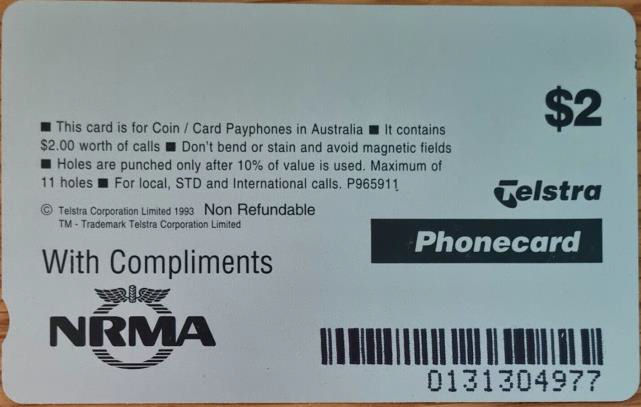 $2
■ This card is for Coin / Card Payphones in Australia ■ It contains
$2.00 worth of calls ■ Don't bend or stain and avoid magnetic fields
■ Holes are punched only after 10% of value is used. Maximum of
11 holes ■ For local, STD and International calls. P965911
Telstra
© Telstra Corporation Limited 1993 Non Refundable
TM - Trademark Telstra Corporation Limited
Phonecard
With Compliments
NRMA
0131304977